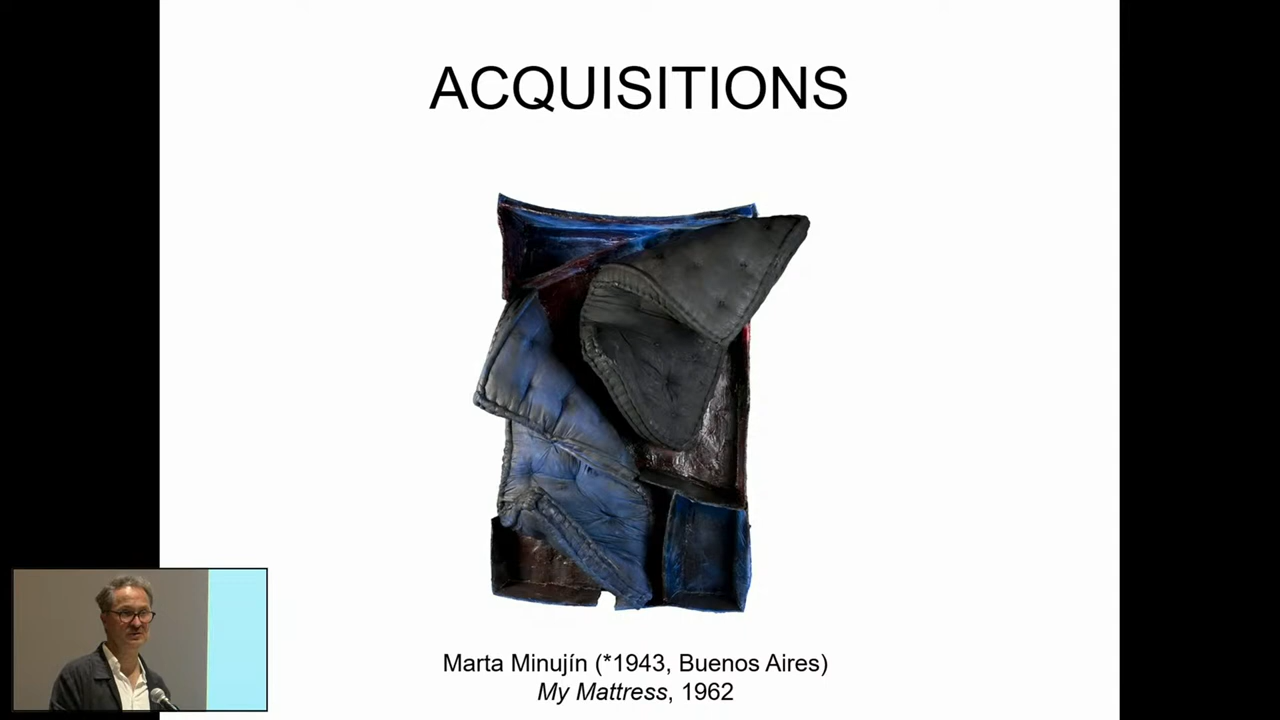 ACQUISITIONS
Marta Minujín (*1943, Buenos Aires)
My Mattress, 1962